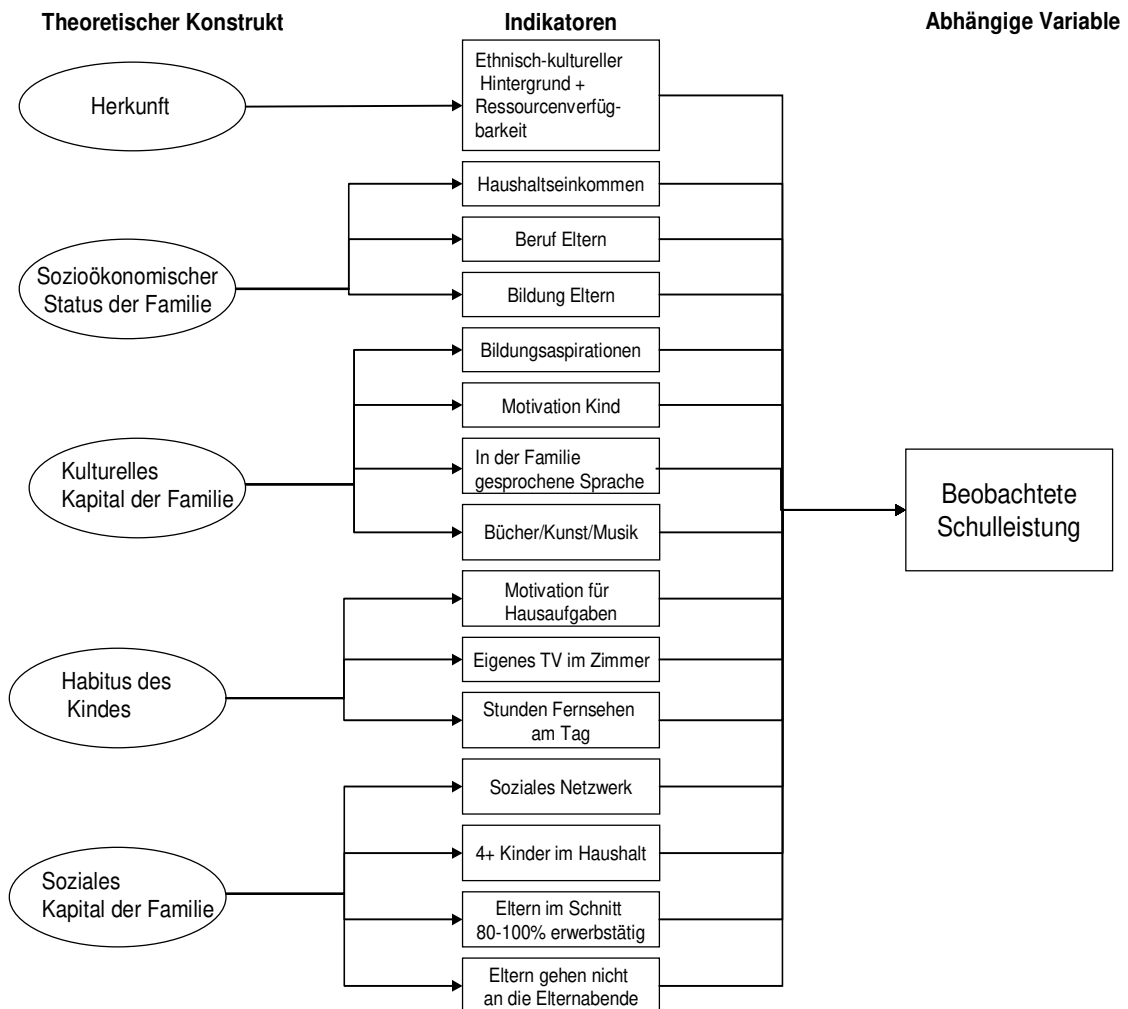 Theoretischer Konstrukt
Indikatoren
Abhängige Variable
Herkunft
Ethnisch-kultureller
Hintergrund +
Ressourcenverfüg-
barkeit
Sozioökonomischer
Status der Familie
Haushaltseinkommen
Beruf Eltern
Bildung Eltern
Kulturelles
Kapital der Familie
Bildungsaspirationen
Motivation Kind
In der Familie
gesprochene Sprache
Bücher/Kunst/Musik
Habitus des
Kindes
Motivation für
Hausaufgaben
Eigenes TV im Zimmer
Stunden Fernsehen
am Tag
Soziales
Kapital der Familie
Soziales Netzwerk
4+ Kinder im Haushalt
Eltern im Schnitt
80-100% erwerbstätig
Eltern gehen nicht
an die Elternabende
Beobachtete
Schulleistung